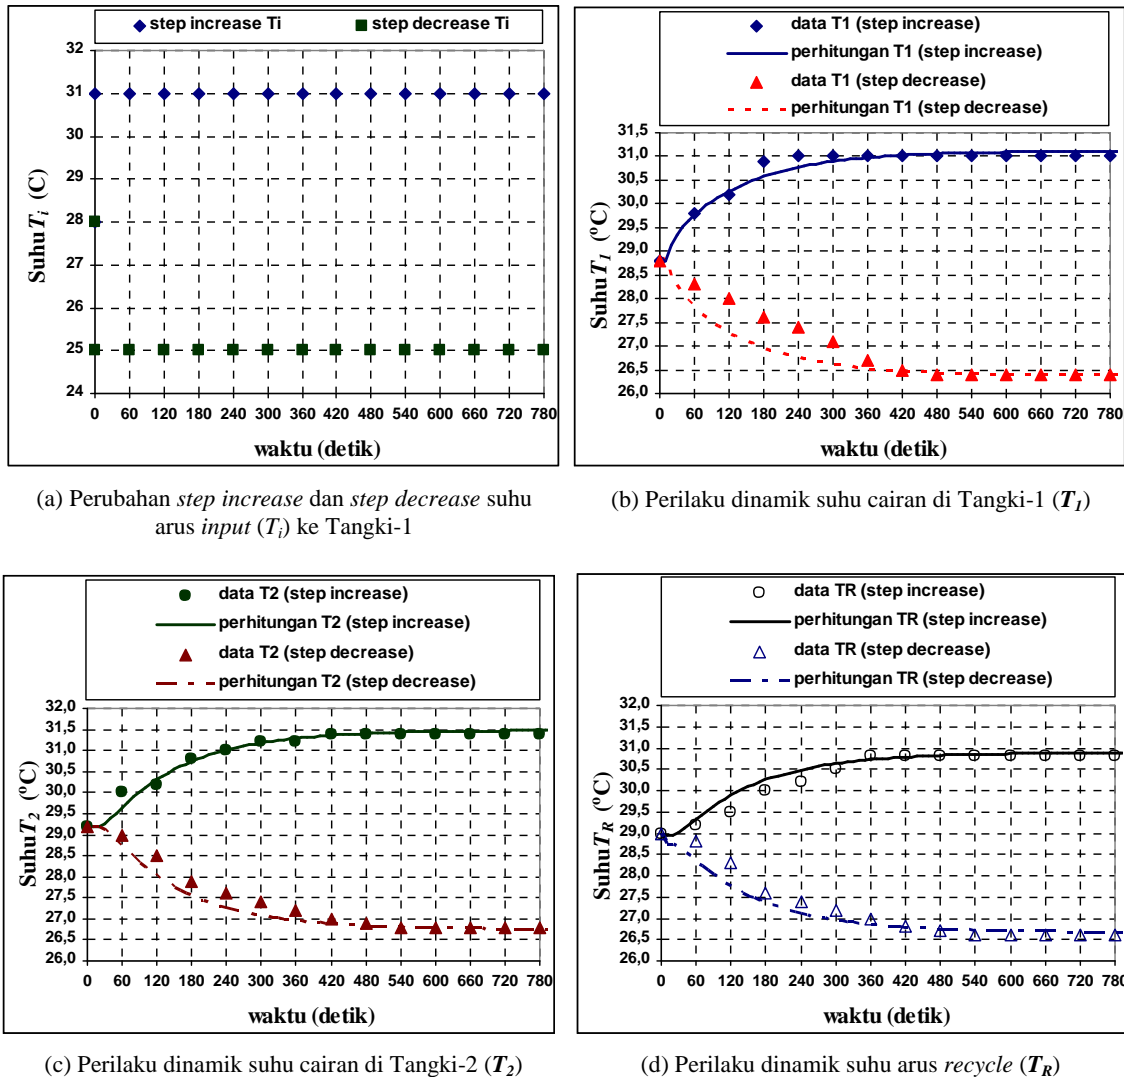 step increase Ti
step decrease Ti
Suhu Ti (C)
32
31
30
29
28
27
26
25
24
0 60 120 180 240 300 360 420 480 540 600 660 720 780
waktu (detik)
(a) Perubahan step increase dan step decrease suhu
arus input (Ti) ke Tangki-1
data T1 (step increase)
perhitungan T1 (step increase)
data T1 (step decrease)
perhitungan T1 (step decrease)
Suhu T1 (ºC)
31,5
31,0
30,5
30,0
29,5
29,0
28,5
28,0
27,5
27,0
26,5
26,0
0 60 120 180 240 300 360 420 480 540 600 660 720 780
waktu (detik)
(b) Perilaku dinamik suhu cairan di Tangki-1 (T1)
data T2 (step increase)
perhitungan T2 (step increase)
data T2 (step decrease)
perhitungan T2 (step decrease)
Suhu T2 (ºC)
32,0
31,5
31,0
30,5
30,0
29,5
29,0
28,5
28,0
27,5
27,0
26,5
26,0
0 60 120 180 240 300 360 420 480 540 600 660 720 780
waktu (detik)
(c) Perilaku dinamik suhu cairan di Tangki-2 (T2)
data TR (step increase)
perhitungan TR (step increase)
data TR (step decrease)
perhitungan TR (step decrease)
Suhu TR (ºC)
32,0
31,5
31,0
30,5
30,0
29,5
29,0
28,5
28,0
27,5
27,0
26,5
26,0
0 60 120 180 240 300 360 420 480 540 600 660 720 780
waktu (detik)
(d) Perilaku dinamik suhu arus recycle (TR)